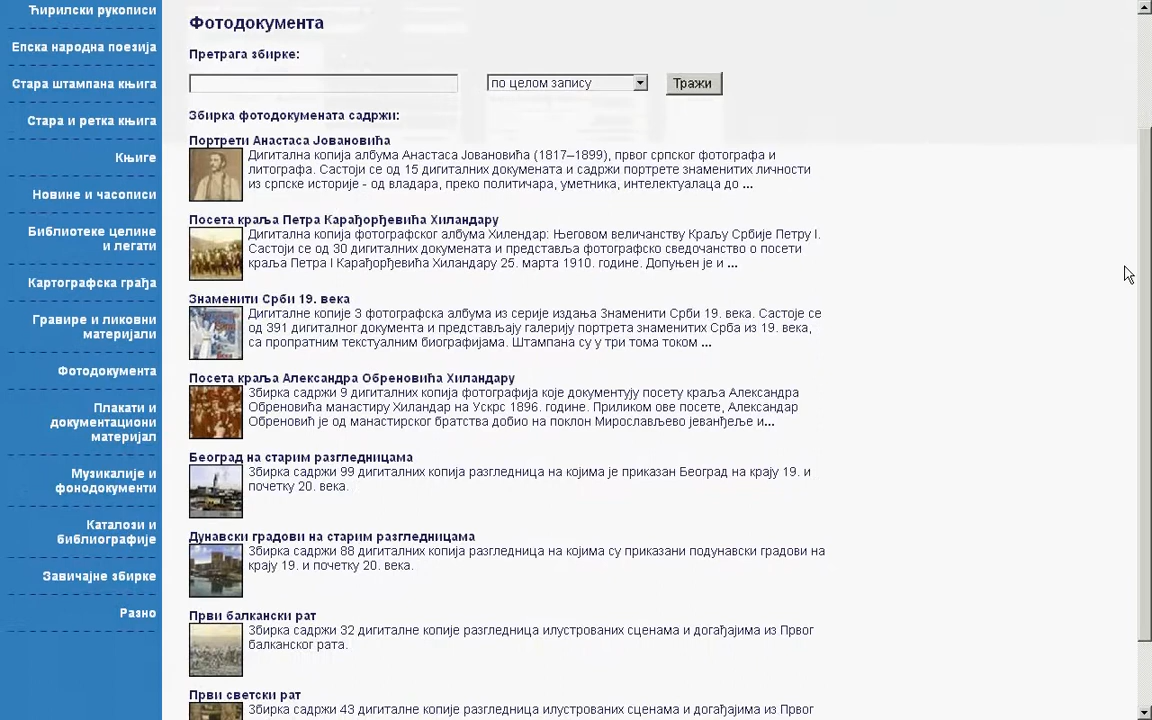 Ћирилски рукописи
Епска народна поезија
Стара штампана књига
Стара и ретка књига
Књиге
Новине и часописи
Библиотеке целине
и легати
Картографска грађа
Гравире и ликовни
материјали
Фотодокумента
Плакати и
документациони
материјал
Музикалије и
фонодокументи
Каталози и
библиографије
Завичајне збирке
Разно
Фотодокумента
Претрага збирке:
по целом запису
Тражи
Збирка фотодокумената садржи:
Портрети Анастаса Јовановића
Дигитална копија албума Анастаса Јовановића (1817–1899), првог српског фотографа и
литографа. Састоји се од 15 дигиталних докумената и садржи портрете знаменитих личности
из српске историје - од владара, преко политичара, уметника, интелектуалаца до ...
Посета краља Петра Карађорђевића Хиландару
Дигитална копија фотографског албума Хилендар: Његовом величанству Краљу Србије Петру I.
Састоји се од 30 дигиталних докумената и представља фотографско сведочанство о посети
краља Петра I Карађорђевића Хиландару 25. марта 1910. године. Допуњен је и ...
Знаменити Срби 19. века
Дигиталне копије 3 фотографска албума из серије издања Знаменити Срби 19. века. Састоје се
од 391 дигиталног документа и представљају галерију портрета знаменитих Срба из 19. века,
са пропратним текстуалним биографијама. Штампана су у три тома током ...
Посета краља Александра Обреновића Хиландару
Збирка садржи 9 дигиталних копија фотографија које документују посету краља Александра
Обреновића манастиру Хиландар на Ускрс 1896. године. Приликом ове посете, Александар
Обреновић је од манастирског братства добио на поклон Мирослављево јеванђеље и...
Београд на старим разгледницама
Збирка садржи 99 дигиталних копија разгледница на којима је приказан Београд на крају 19. и
почетку 20. века.
Дунавски градови на старим разгледницама
Збирка садржи 88 дигиталних копија разгледница на којима су приказани подунавски градови на
крају 19. и почетку 20. века.
Први балкански рат
Збирка садржи 32 дигиталне копије разгледница илустрованих сценама и догађајима из Првог
балканског рата.
Први светски рат
Збирка садржи 43 дигиталне копије разгледница илустрованих сценама и догађајима из Првог